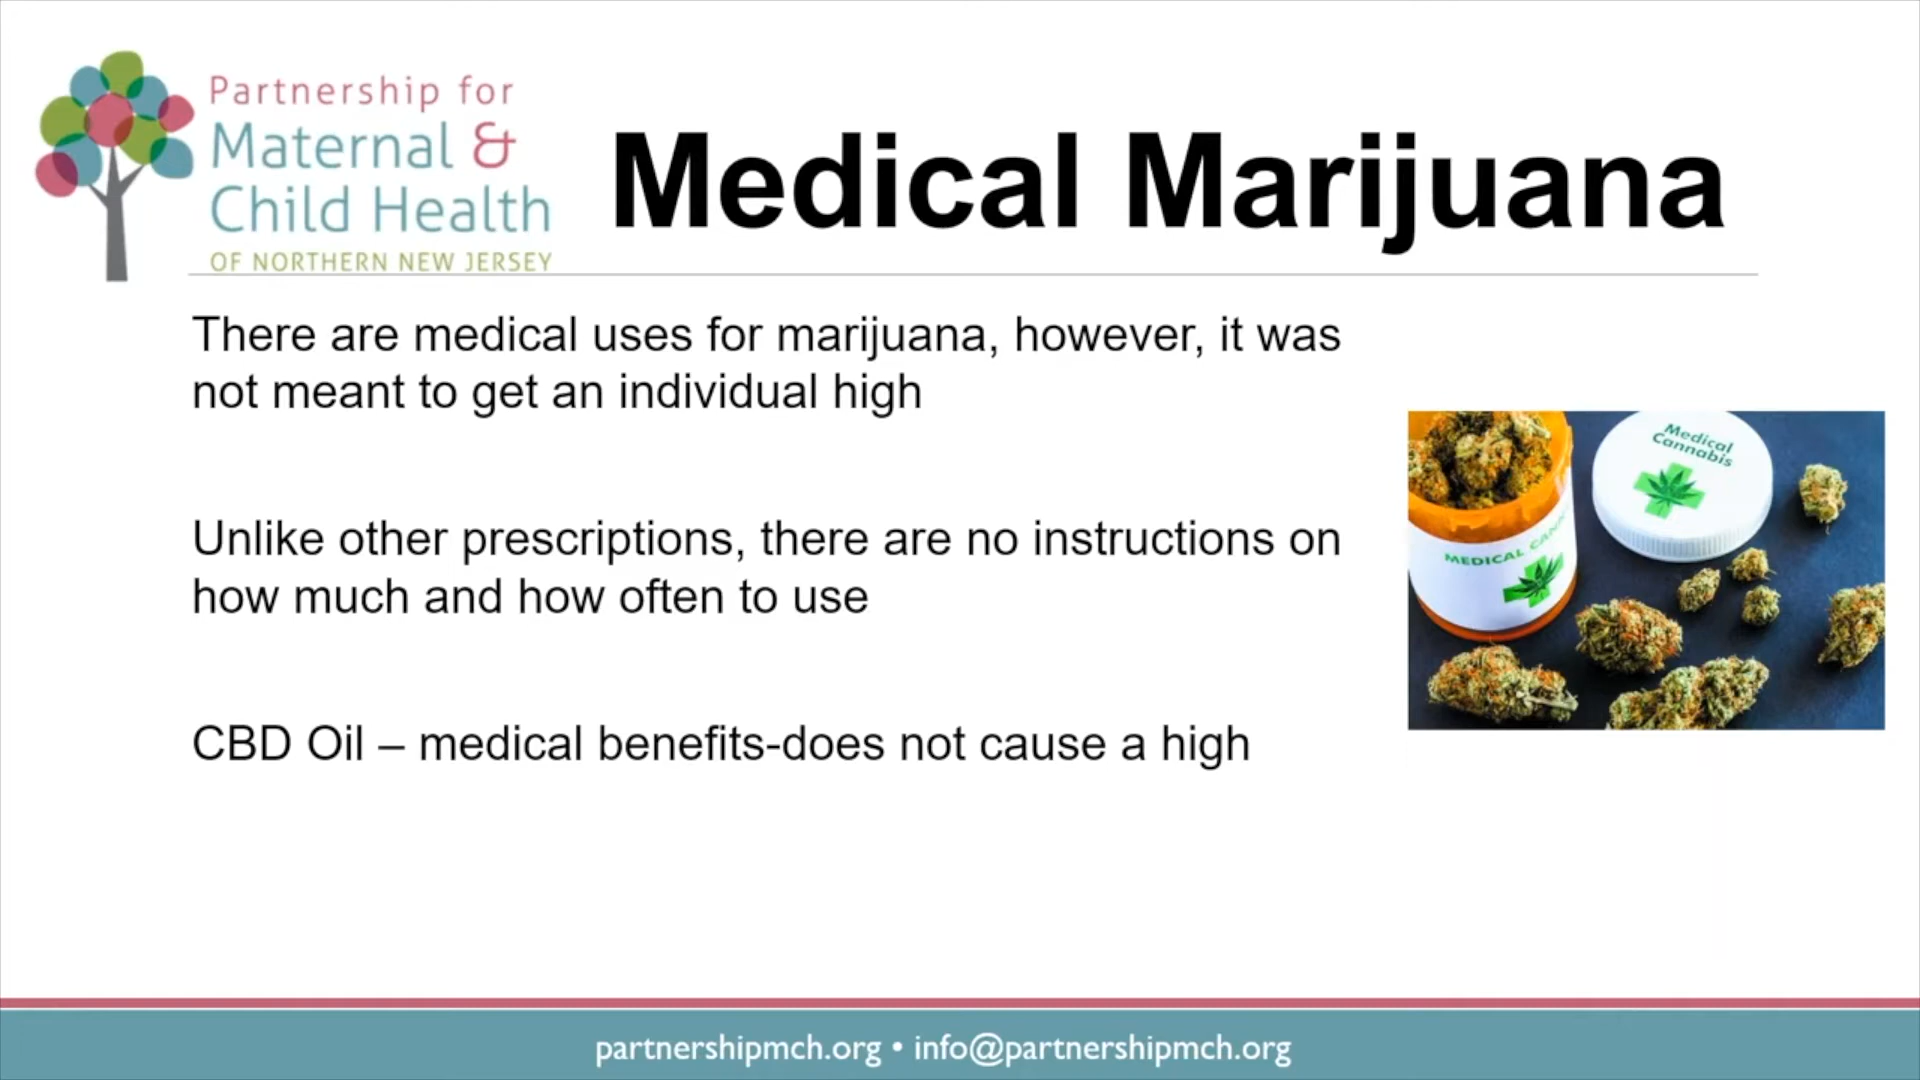 Partnership for
Maternal &
Child Health
OF NORTHERN NEW JERSEY
Medical Marijuana
There are medical uses for marijuana, however, it was
not meant to get an individual high
Unlike other prescriptions, there are no instructions on
how much and how often to use
CBD Oil – medical benefits-does not cause a high
Medical
Cannabis
MEDICAL
partnershipmch.org • info@partnershipmch.org